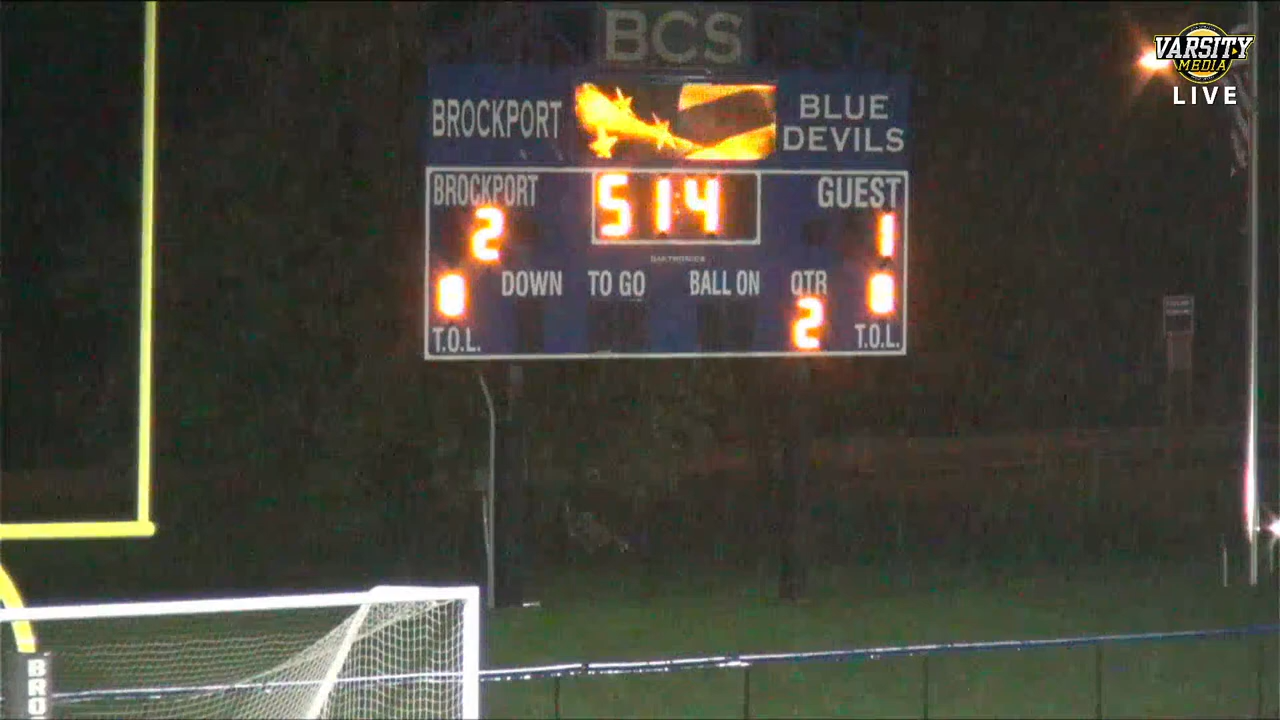 BCS
VARSITY
MEDIA
LIVE
BROCKPORT
BLUE
DEVILS
BROCKPORT
5:14
GUEST
2
1
DAKTRONICS
0
DOWN
TO GO
BALL ON
QTR
0
2
T.O.L.
T.O.L.
BRO